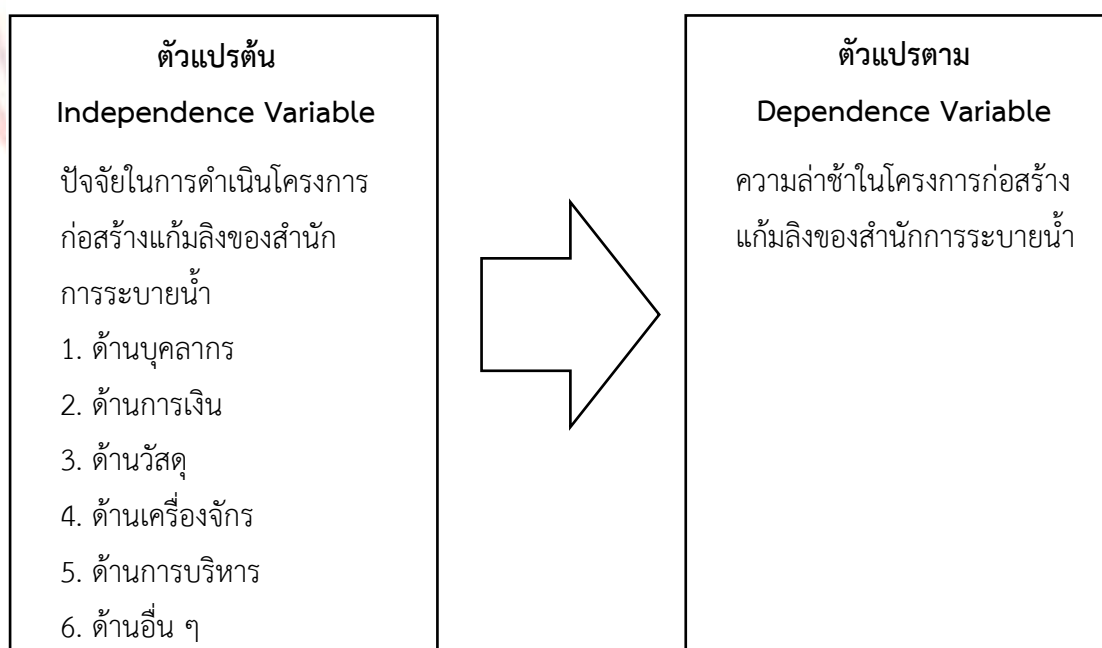 ตัวแปรต้น
Independence Variable
ปัจจัยในการดำเนินโครงการ
ก่อสร้างแก้มลิงของสำนัก
การระบายน้ำ
1. ด้านบุคลากร
2. ด้านการเงิน
3. ด้านวัสดุ
4. ด้านเครื่องจักร
5. ด้านการบริหาร
6. ด้านอื่น ๆ
ตัวแปรตาม
Dependence Variable
ความล่าช้าในโครงการก่อสร้าง
แก้มลิงของสำนักการระบายน้ำ